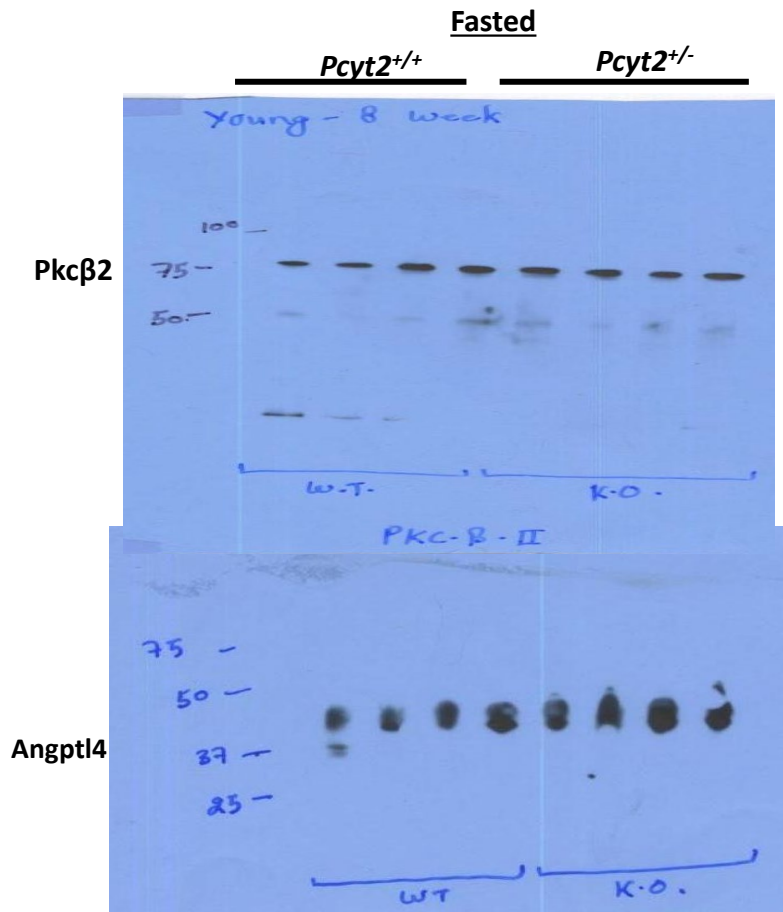 Fasted
Pcyt2+/+ Pcyt2+/-
Young - 8 week
100
Pkcβ2
75
50
W.T. K.O.
PKC-β-II
75
50
Angptl4
37
25
WT K.O.